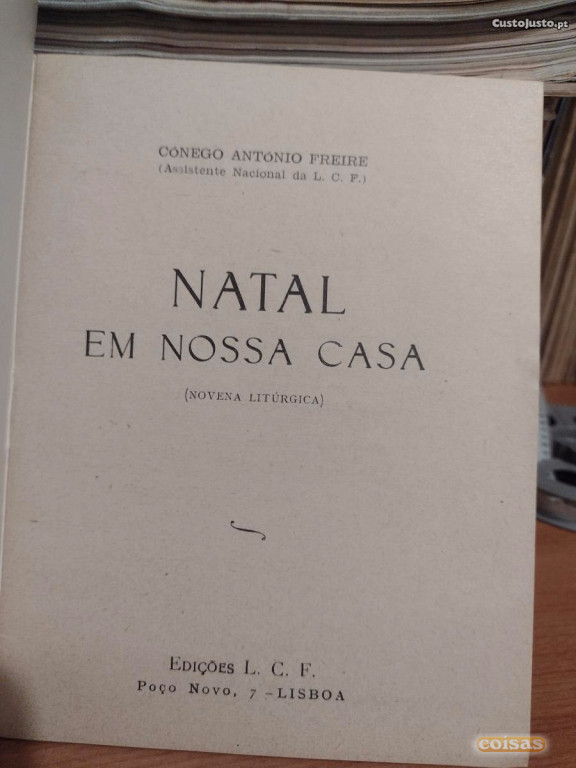 CustoJusto.pt
CÓNEGO ANTÓNIO FREIRE
(Assistente Nacional da L. C. F.)
NATAL
EM NOSSA CASA
(NOVENA LITÚRGICA)
EDIÇÕES L. C. F.
POÇO NOVO, 7 – LISBOA
coisas